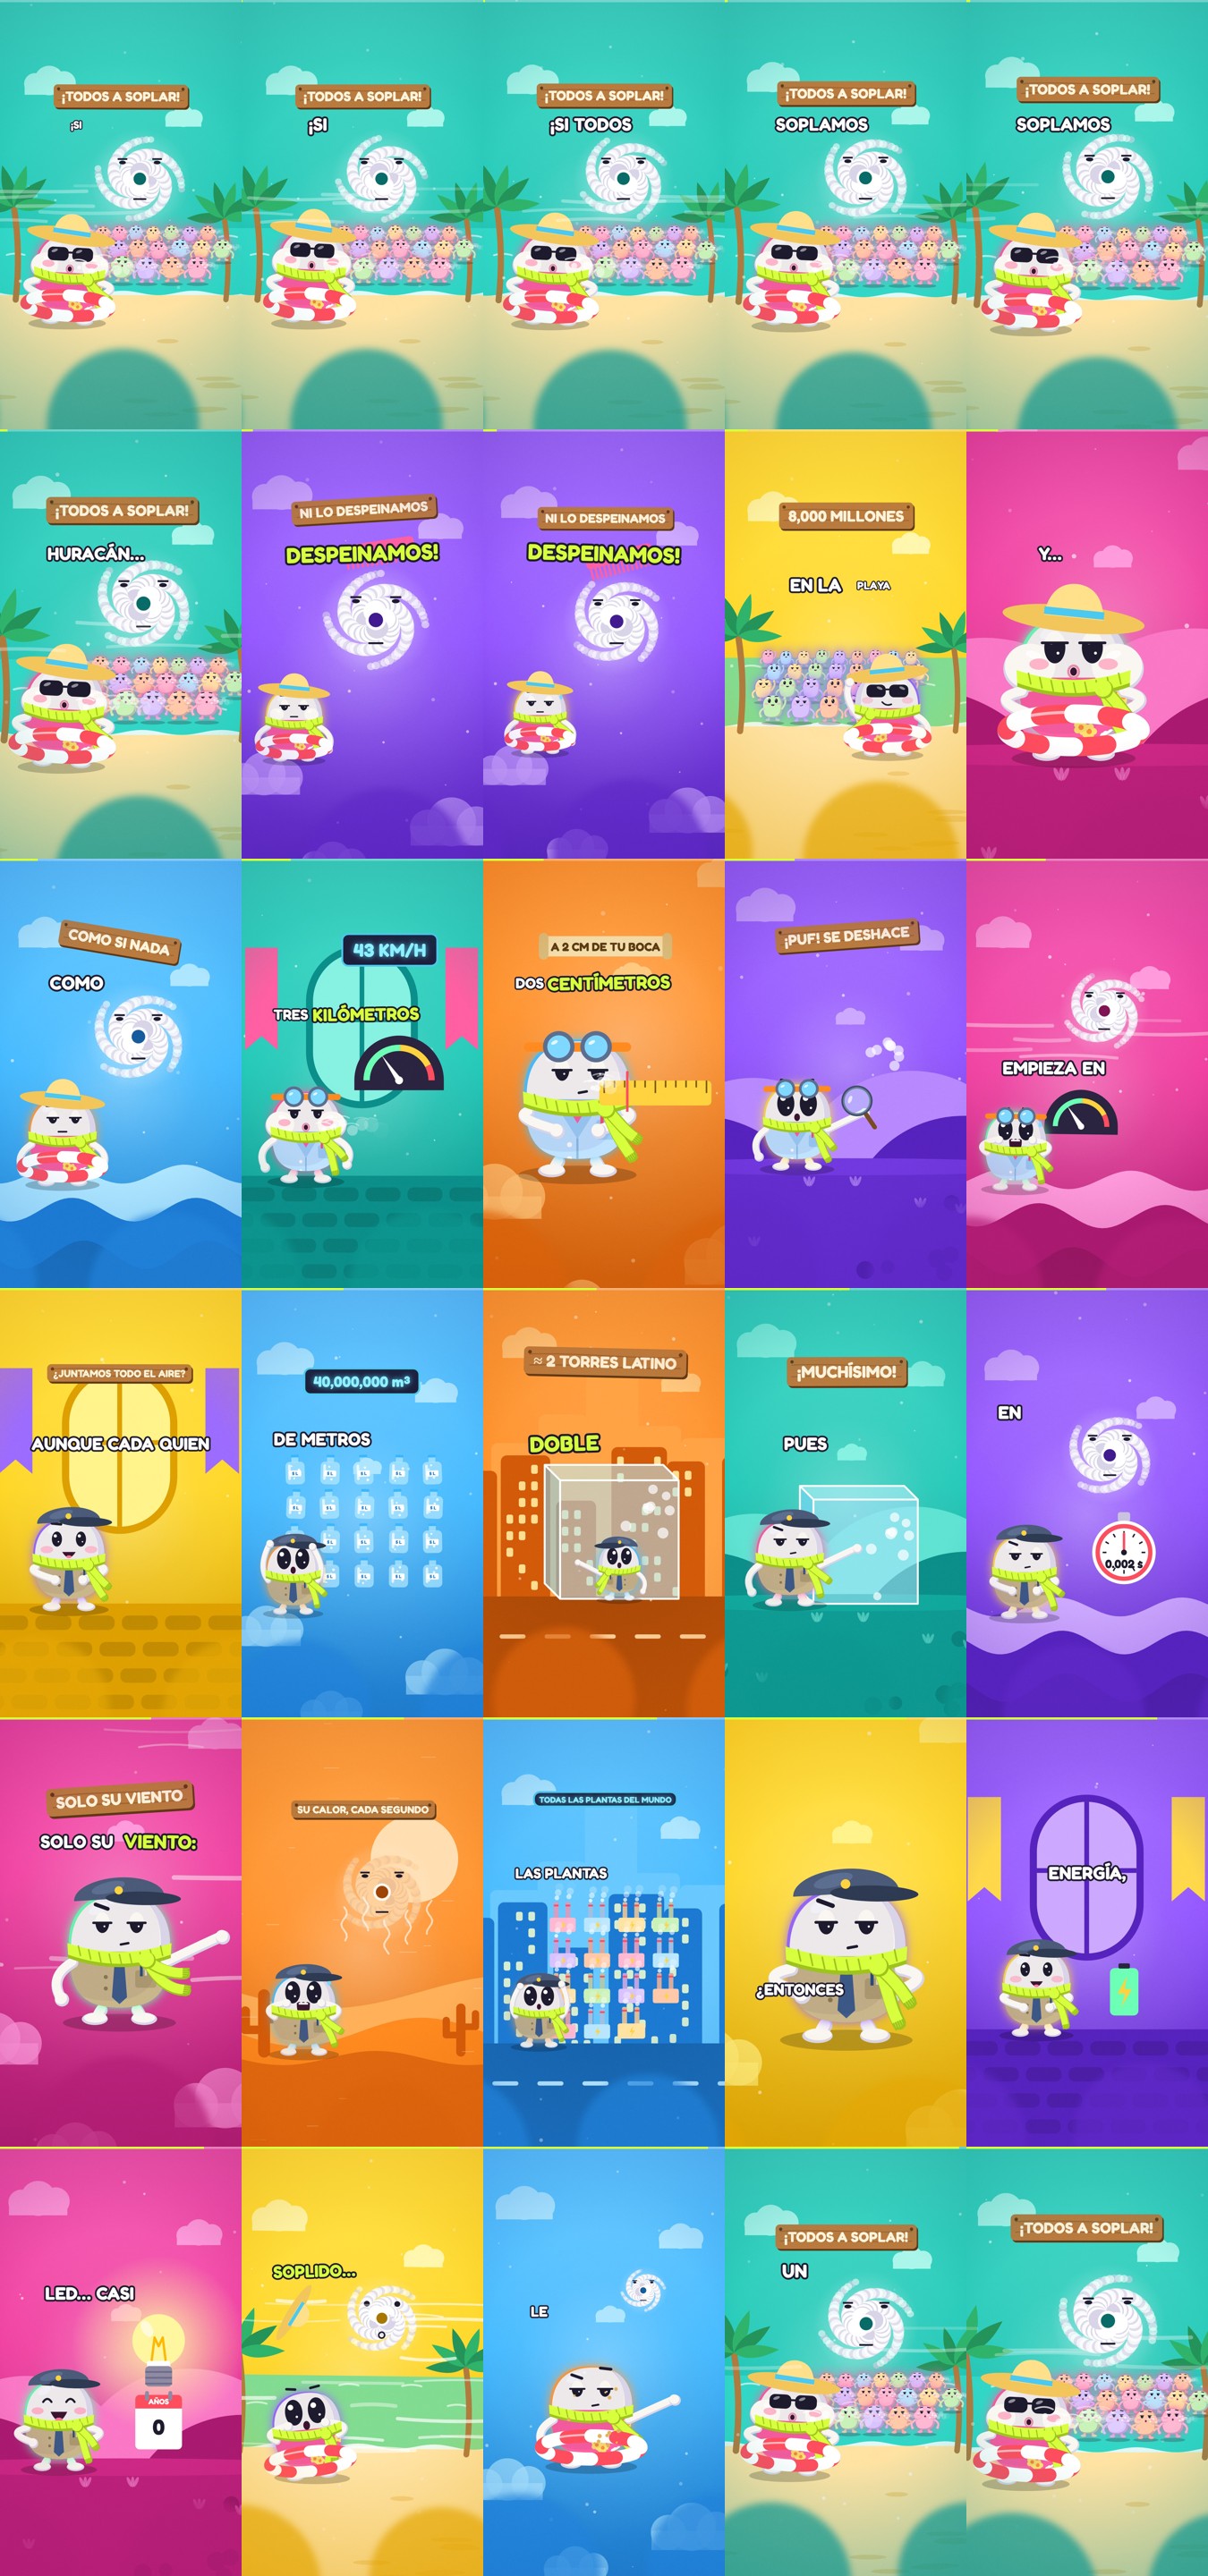 ¡TODOS A SOPLAR!
¡SI
¡TODOS A SOPLAR!
¡SI
¡TODOS A SOPLAR!
¡SI TODOS
¡TODOS A SOPLAR!
SOPLAMOS
¡TODOS A SOPLAR!
SOPLAMOS
¡TODOS A SOPLAR!
HURACÁN...
NI LO DESPEINAMOS
DESPEINAMOS!
NI LO DESPEINAMOS
DESPEINAMOS!
8,000 MILLONES
EN LA PLAYA
Y...
COMO SI NADA
COMO
43 KM/H
TRES KILÓMETROS
A 2 CM DE TU BOCA
DOS CENTÍMETROS
¡PUF! SE DESHACE
EMPIEZA EN
¿JUNTAMOS TODO EL AIRE?
AUNQUE CADA QUIEN
40,000,000 m³
DE METROS
≈ 2 TORRES LATINO
DOBLE
¡MUCHÍSIMO!
PUES
EN
0,002 s
SOLO SU VIENTO
SOLO SU VIENTO:
SU CALOR, CADA SEGUNDO
TODAS LAS PLANTAS DEL MUNDO
LAS PLANTAS
¿ENTONCES
ENERGÍA,
LED... CASI
AÑOS
0
SOPLIDO...
LE
¡TODOS A SOPLAR!
UN
¡TODOS A SOPLAR!